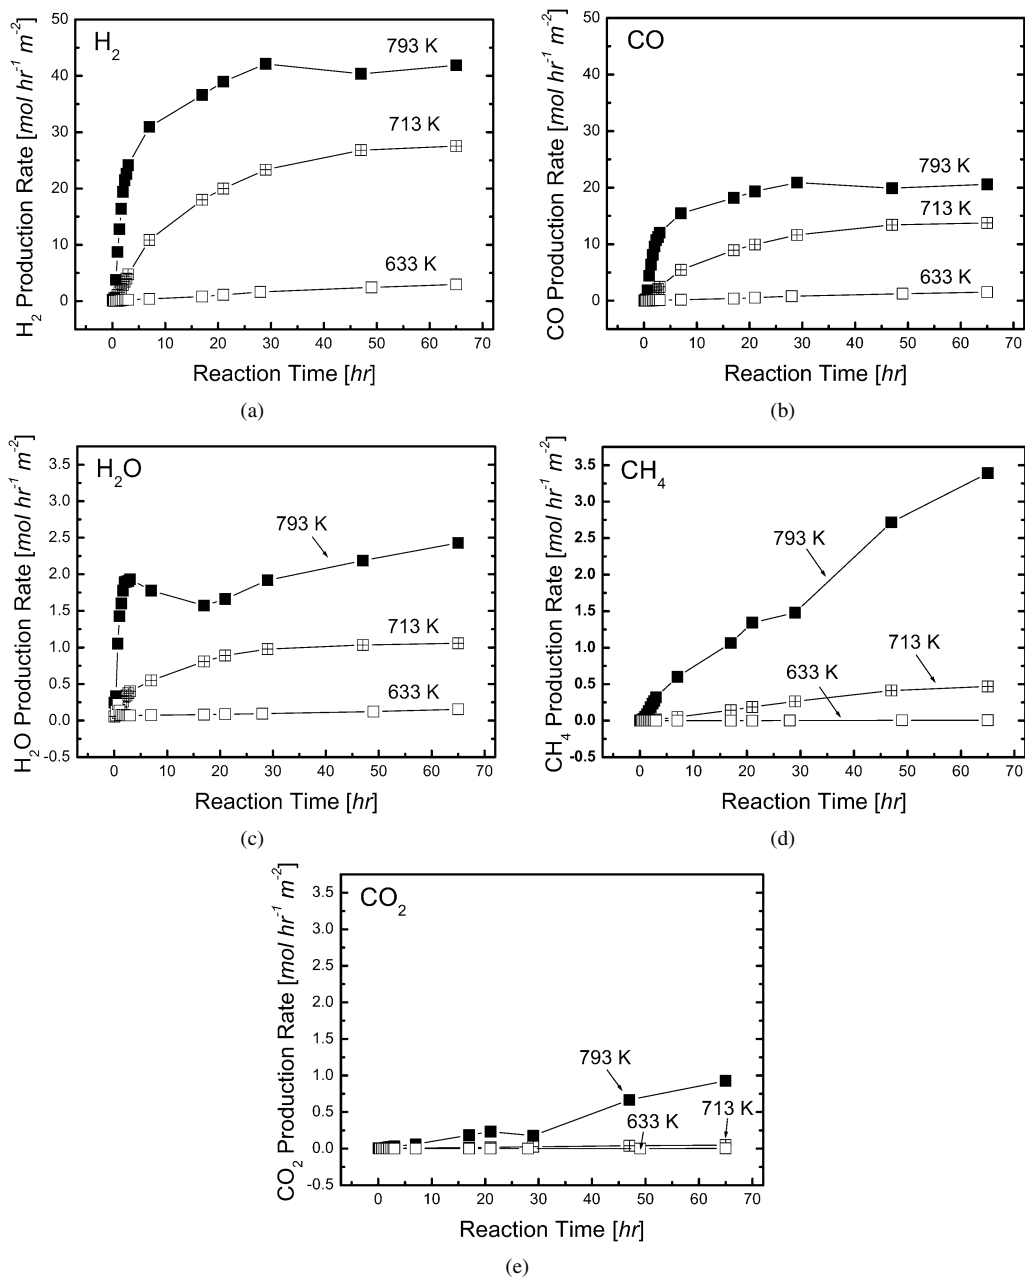 H2
H2 Production Rate [mol hr-1 m-2]
50
40
30
20
10
0
793 K
713 K
633 K
0 10 20 30 40 50 60 70
Reaction Time [hr]
(a)
CO
CO Production Rate [mol hr-1 m-2]
50
40
30
20
10
0
793 K
713 K
633 K
0 10 20 30 40 50 60 70
Reaction Time [hr]
(b)
H2O
H2O Production Rate [mol hr-1 m-2]
3.5
3.0
2.5
2.0
1.5
1.0
0.5
0.0
-0.5
793 K
713 K
633 K
0 10 20 30 40 50 60 70
Reaction Time [hr]
(c)
CH4
CH4 Production Rate [mol hr-1 m-2]
3.5
3.0
2.5
2.0
1.5
1.0
0.5
0.0
-0.5
793 K
713 K
633 K
0 10 20 30 40 50 60 70
Reaction Time [hr]
(d)
CO2
CO2 Production Rate [mol hr-1 m-2]
3.5
3.0
2.5
2.0
1.5
1.0
0.5
0.0
-0.5
793 K
633 K
713 K
0 10 20 30 40 50 60 70
Reaction Time [hr]
(e)